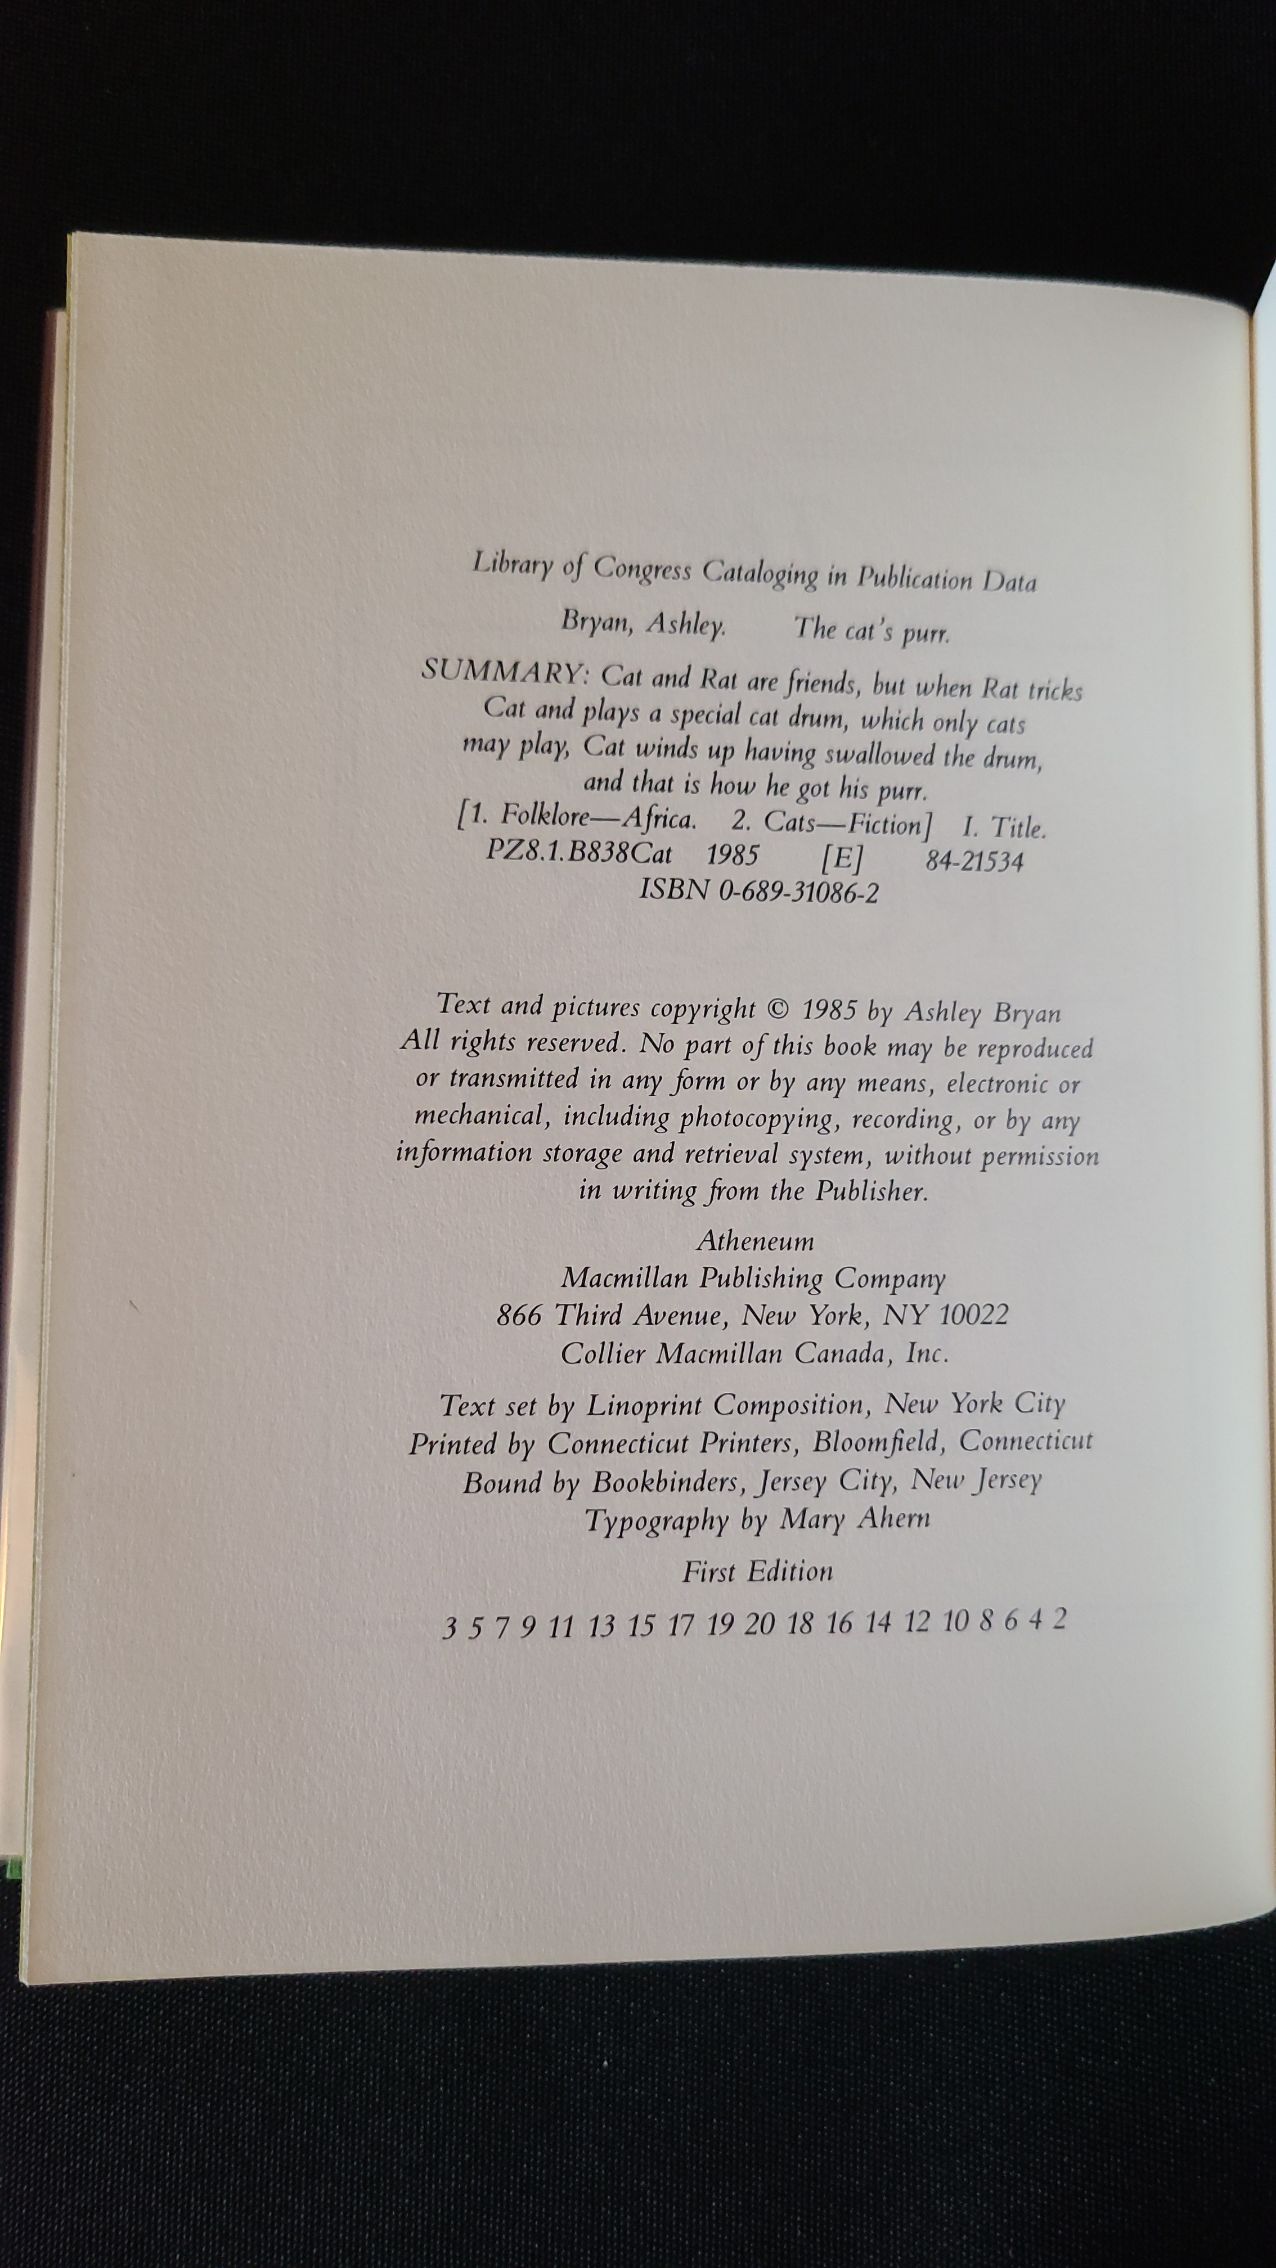 Library of Congress Cataloging in Publication Data
Bryan, Ashley. The cat's purr.
SUMMARY: Cat and Rat are friends, but when Rat tricks
Cat and plays a special cat drum, which only cats
may play, Cat winds up having swallowed the drum,
and that is how he got his purr.
[1. Folklore—Africa. 2. Cats—Fiction] I. Title.
PZ8.1.B838Cat 1985 [E] 84-21534
ISBN 0-689-31086-2
Text and pictures copyright © 1985 by Ashley Bryan
All rights reserved. No part of this book may be reproduced
or transmitted in any form or by any means, electronic or
mechanical, including photocopying, recording, or by any
information storage and retrieval system, without permission
in writing from the Publisher.
Atheneum
Macmillan Publishing Company
866 Third Avenue, New York, NY 10022
Collier Macmillan Canada, Inc.
Text set by Linoprint Composition, New York City
Printed by Connecticut Printers, Bloomfield, Connecticut
Bound by Bookbinders, Jersey City, New Jersey
Typography by Mary Ahern
First Edition
3 5 7 9 11 13 15 17 19 20 18 16 14 12 10 8 6 4 2